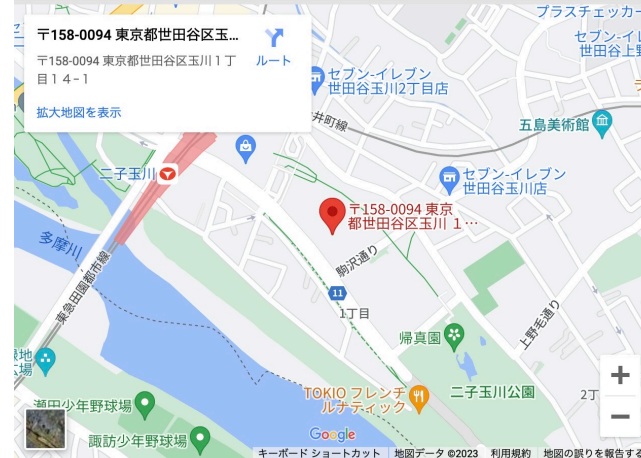 プラスチェッカー
〒158-0094 東京都世田谷区玉...
〒158-0094 東京都世田谷区玉川１丁
目１４−１
ルート
拡大地図を表示
セブン-イレブン
世田谷玉川2丁目店
セブン-イ
世田谷上野
井町線
五島美術館
二子玉川
セブン-イレブン
世田谷玉川店
〒158-0094 東京
都世田谷区玉川 １…
多摩川
東急田園都市線
駒沢通り
11
1丁目
上野毛通り
帰真園
緑地
広場
TOKIO フレンチ
ルナティック
二子玉川公園
2丁
瀬田少年野球場
諏訪少年野球場
Google
キーボード ショートカット
地図データ ©2023
利用規約
地図の誤りを報告する